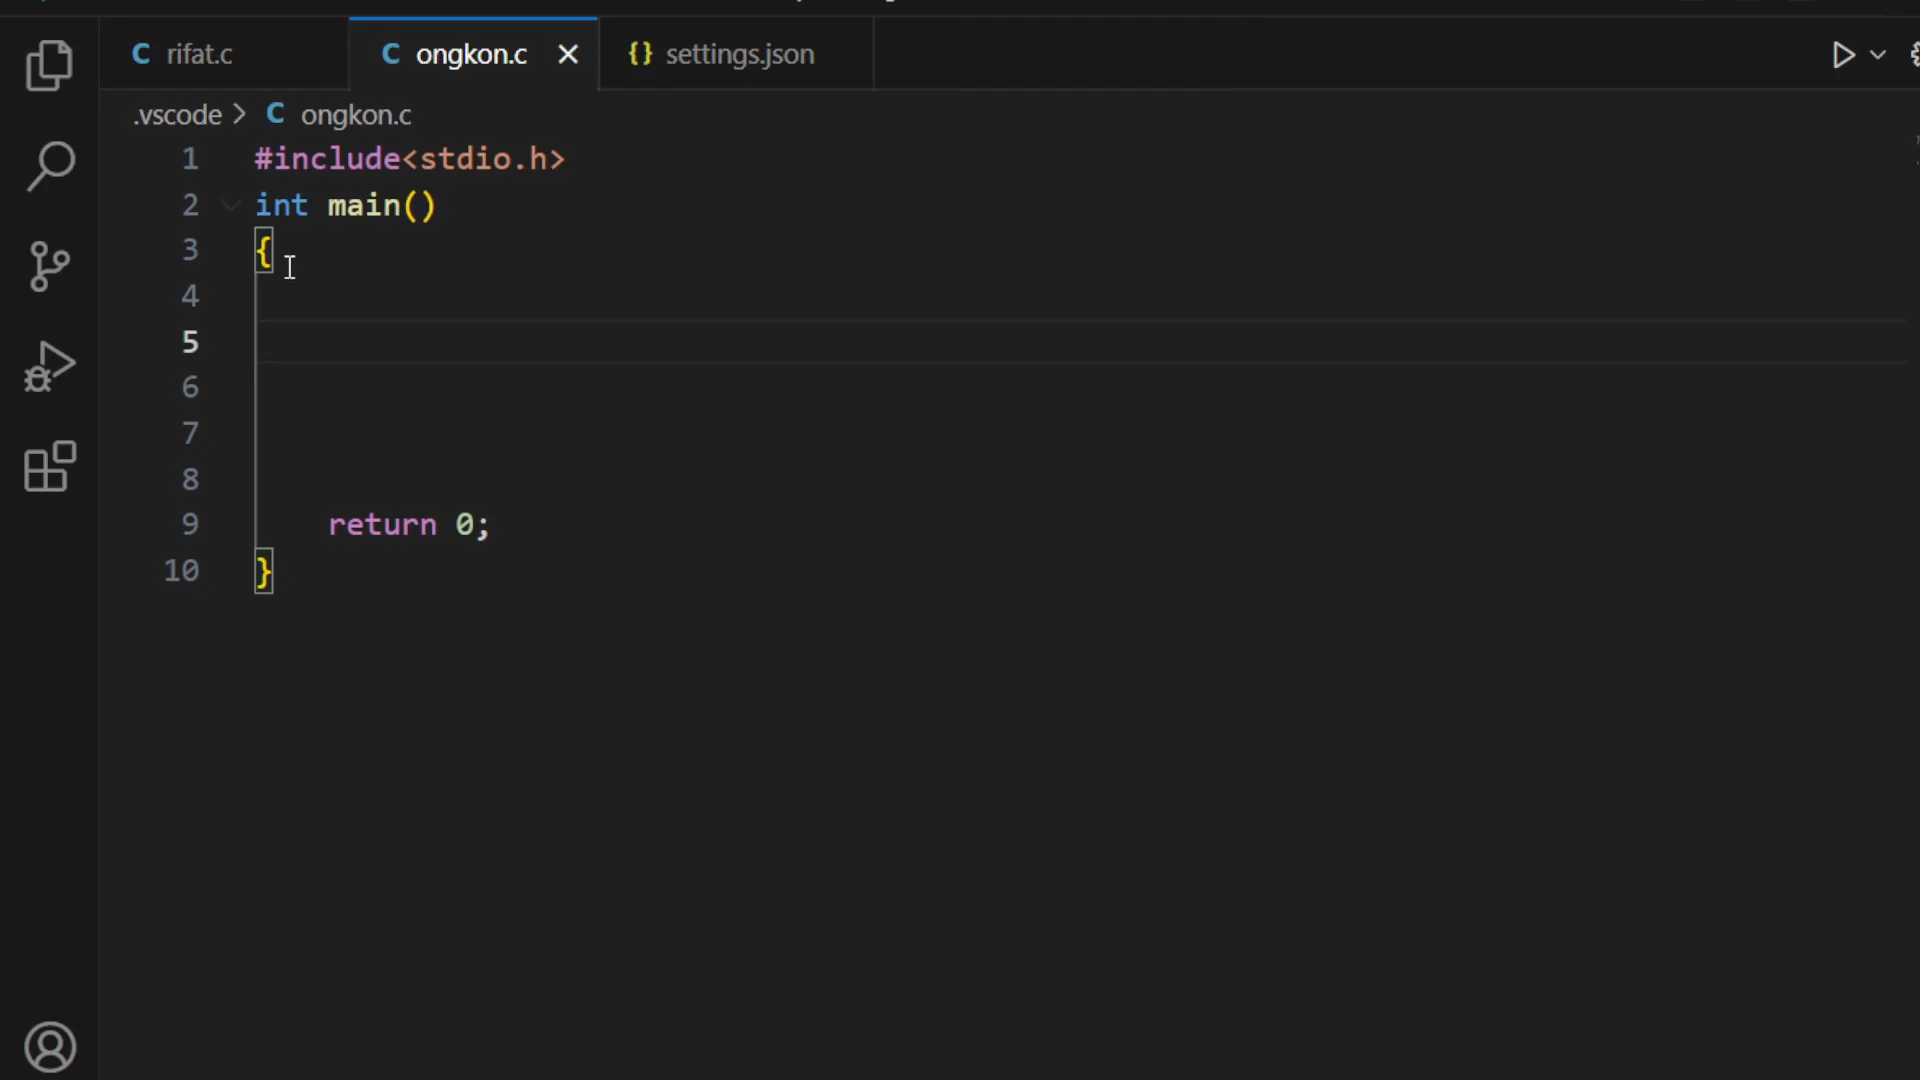 C rifat.c C ongkon.c {} settings.json
.vscode > C ongkon.c
1 #include<stdio.h>
2 int main()
3 {
4
5
6
7
8
9 return 0;
10 }